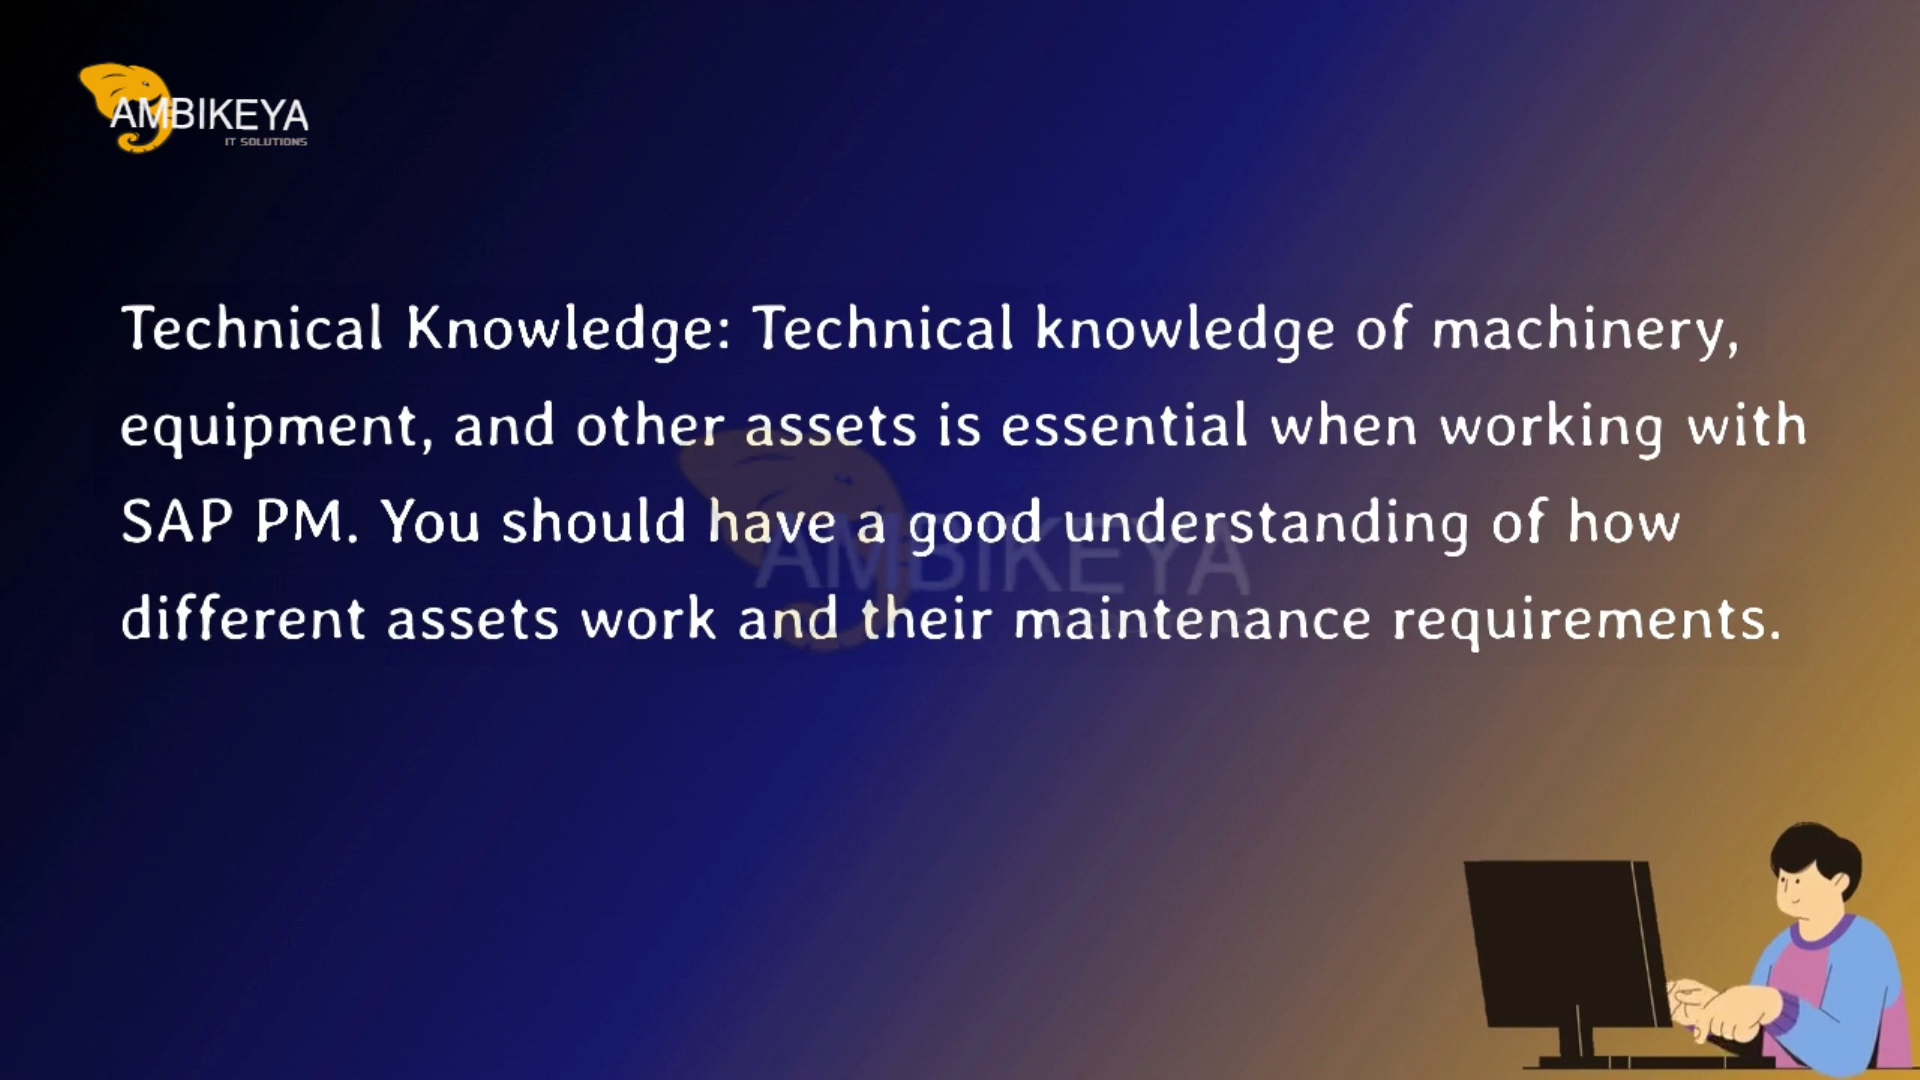 AMBIKEYA
IT SOLUTIONS
Technical Knowledge: Technical knowledge of machinery,
equipment, and other assets is essential when working with
SAP PM. You should have a good understanding of how
different assets work and their maintenance requirements.
AMBIKEYA